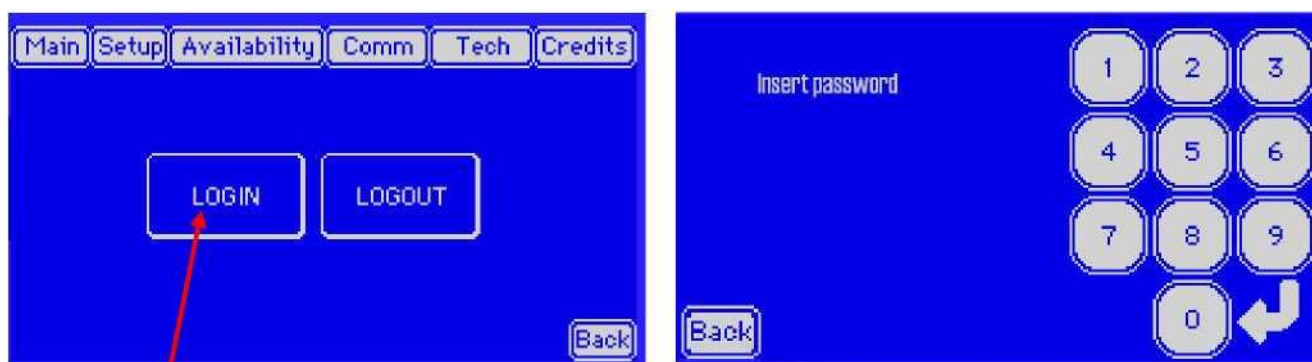 Main Setup Availability Comm Tech Credits
LOGIN LOGOUT
Back
Insert password
1 2 3
4 5 6
7 8 9
0
Back